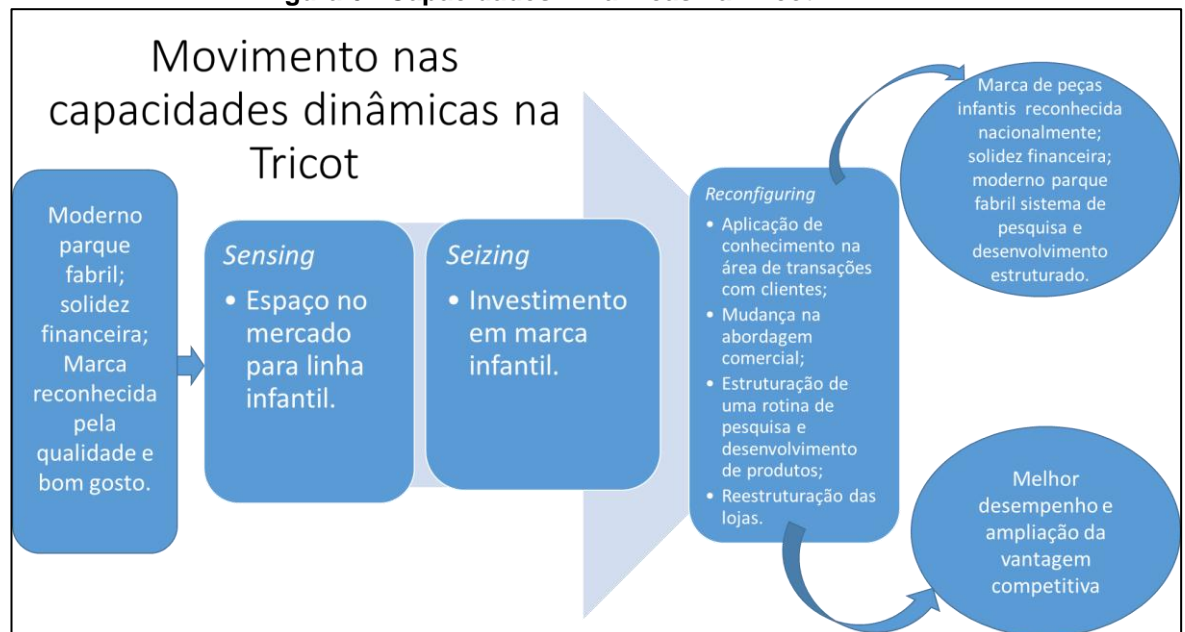 Movimento nas
capacidades dinâmicas na
Tricot
Moderno
parque
fabril;
solidez
financeira;
Marca
reconhecida
pela
qualidade e
bom gosto.
Sensing
• Espaço no
mercado
para linha
infantil.
Seizing
• Investimento
em marca
infantil.
Reconfiguring
• Aplicação de
conhecimento na
área de transações
com clientes;
• Mudança na
abordagem
comercial;
• Estruturação de
uma rotina de
pesquisa e
desenvolvimento
de produtos;
• Reestruturação das
lojas.
Marca de peças
infantis reconhecida
nacionalmente;
solidez financeira;
moderno parque
fabril sistema de
pesquisa e
desenvolvimento
estruturado.
Melhor
desempenho e
ampliação da
vantagem
competitiva